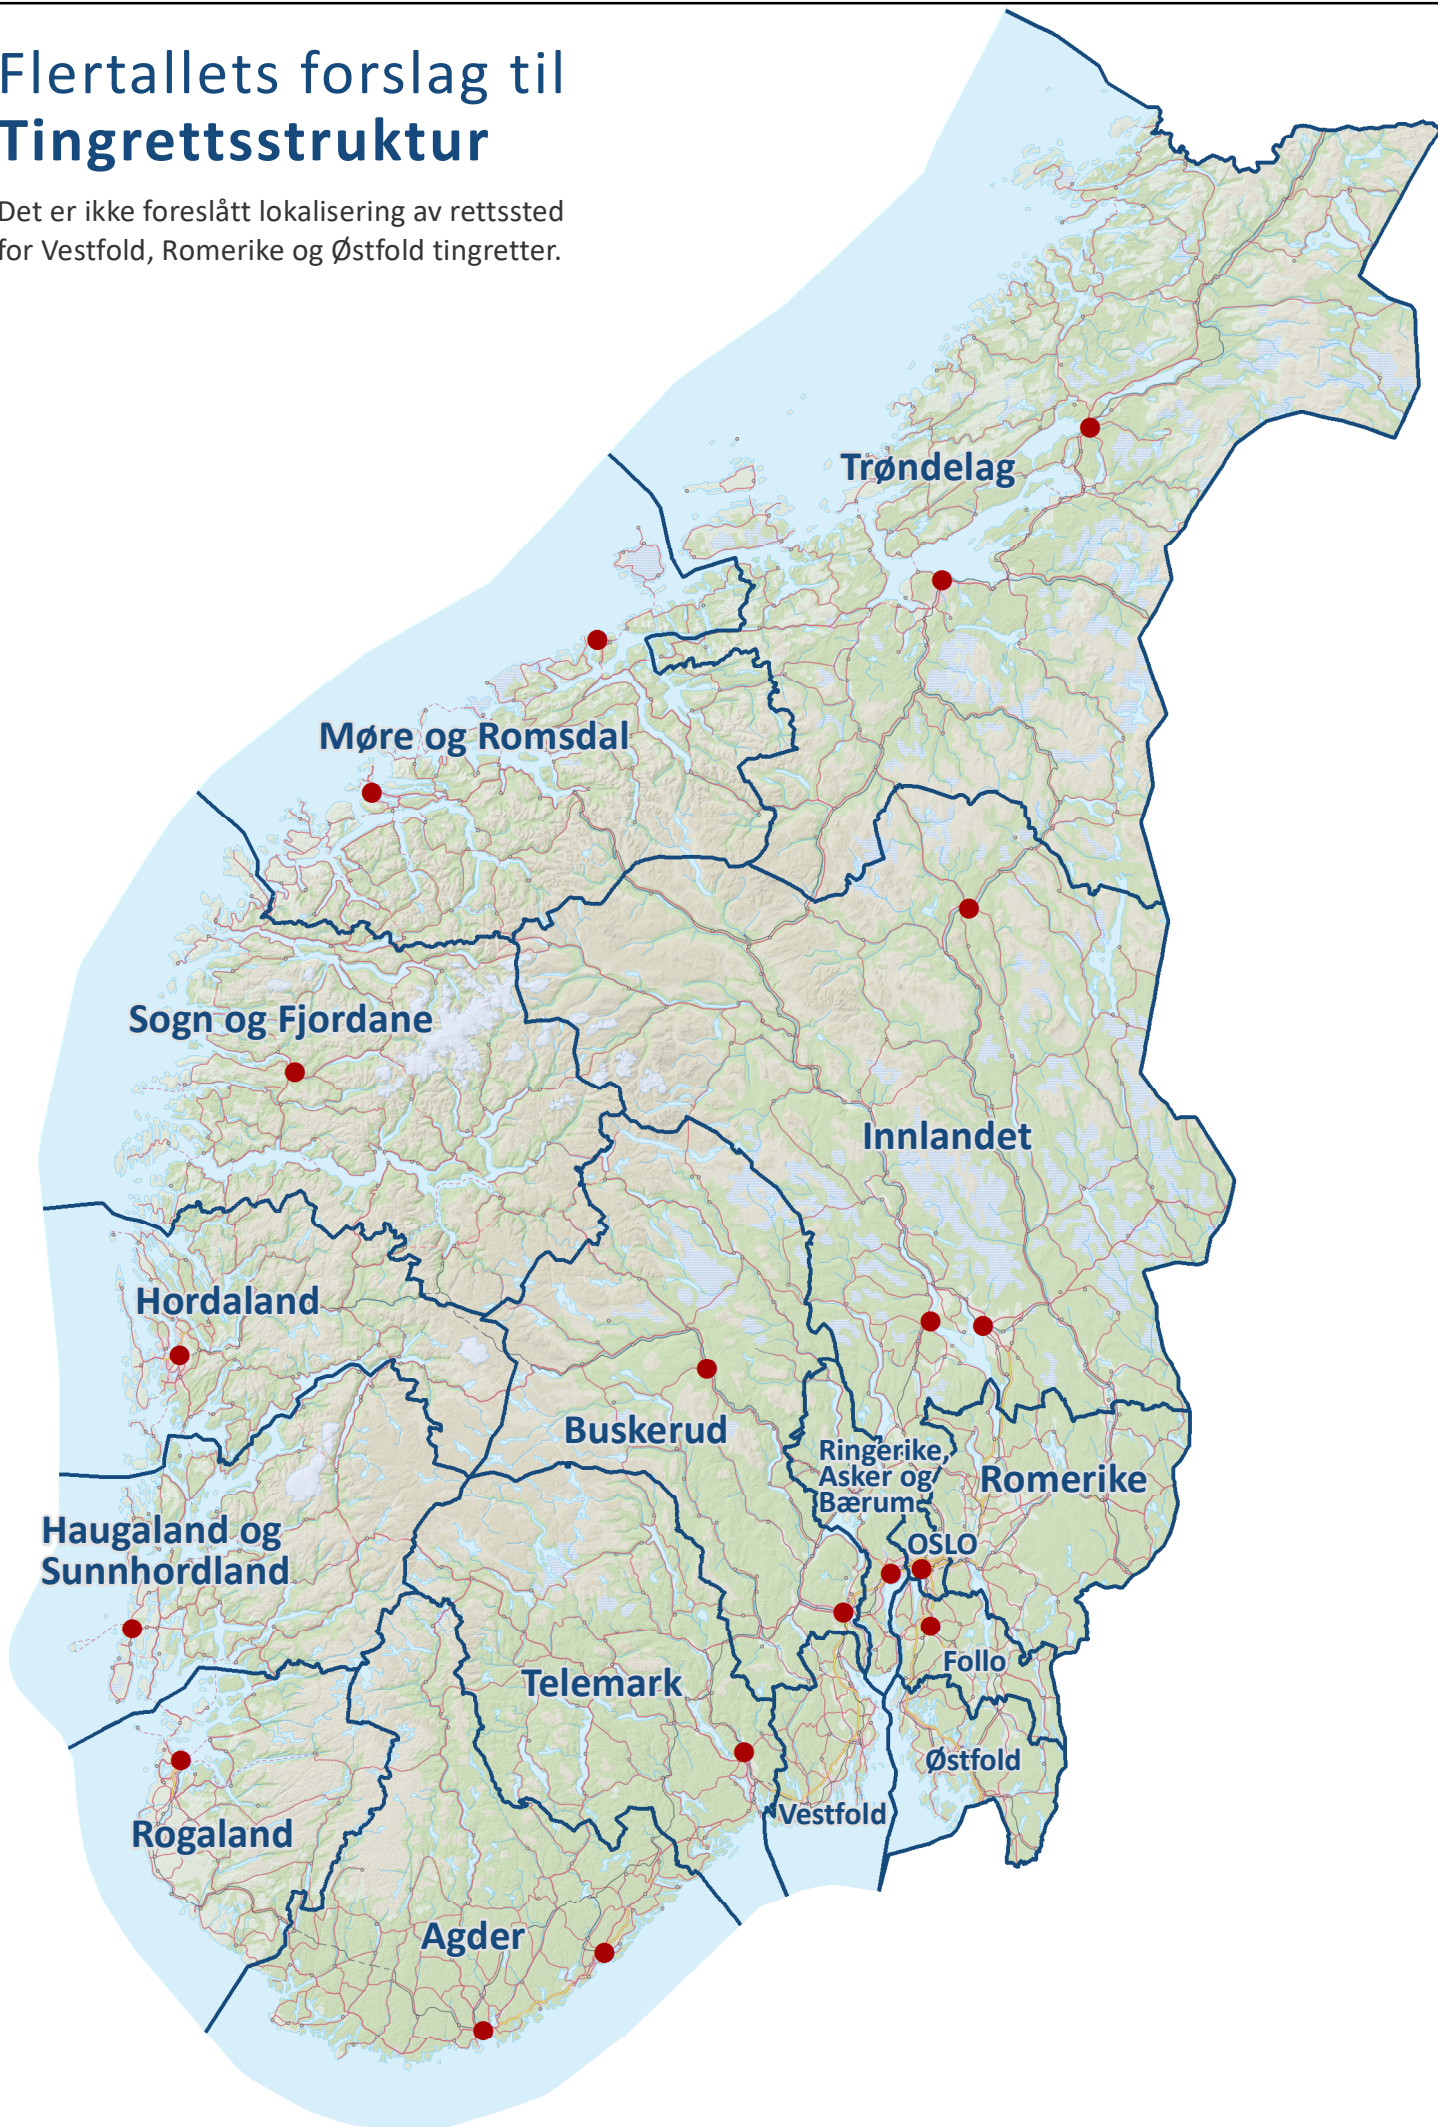 Flertallets forslag til
Tingrettsstruktur
Det er ikke foreslått lokalisering av rettssted
for Vestfold, Romerike og Østfold tingretter.
Trøndelag
Møre og Romsdal
Sogn og Fjordane
Innlandet
Hordaland
Buskerud
Ringerike,
Asker og
Bærum
Romerike
Haugaland og
Sunnhordland
OSLO
Follo
Telemark
Østfold
Vestfold
Rogaland
Agder